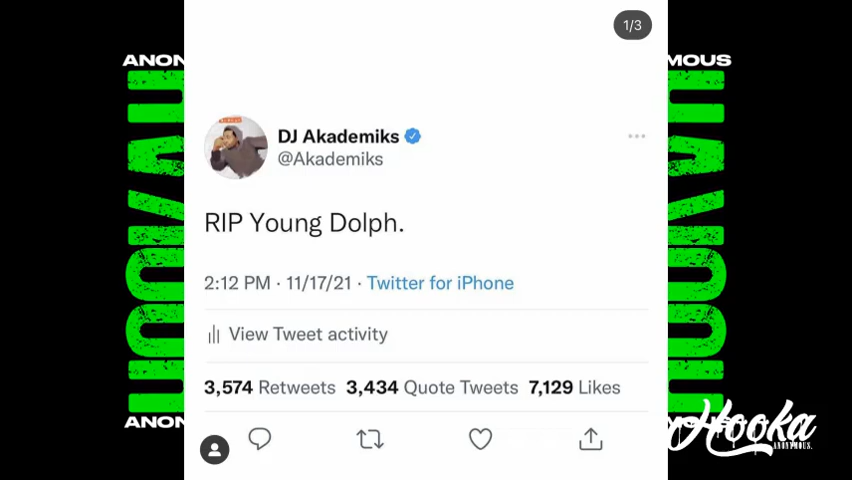 1/3
ANON
MOUS
DJ Akademiks
@Akademiks
RIP Young Dolph.
2:12 PM · 11/17/21 · Twitter for iPhone
View Tweet activity
3,574 Retweets 3,434 Quote Tweets 7,129 Likes
ANON
Hooka
ANONYMOUS.